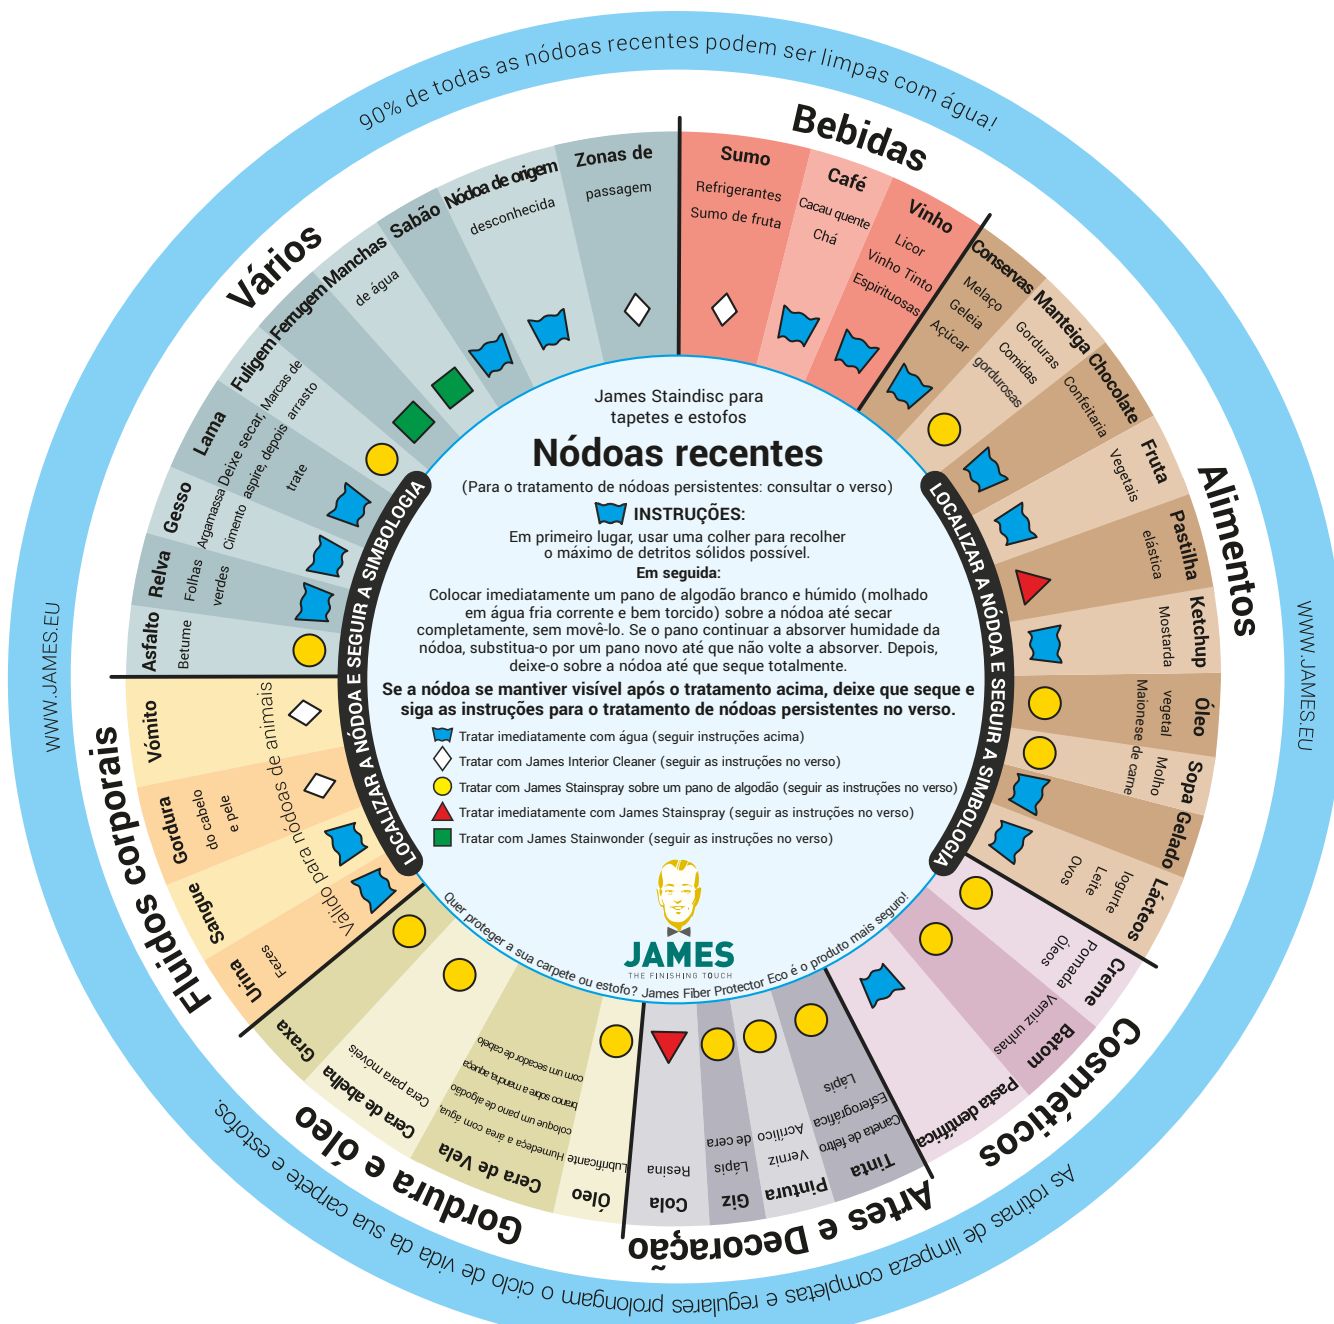 90% de todas as nódoas recentes podem ser limpas com água!
WWW.JAMES.EU
As rotinas de limpeza completas e regulares prolongam o ciclo de vida da sua carpete e estofos.
WWW.JAMES.EU
Bebidas
Sumo
Refrigerantes
Sumo de fruta
Café
Cacau quente
Chá
Vinho
Licor
Vinho Tinto
Espirituosas
Alimentos
Conservas
Melaço
Geleia
Açúcar
Manteiga
Gorduras
Comidas
gordurosas
Chocolate
Confeitaria
Fruta
Vegetais
Pastilha
elástica
Ketchup
Mostarda
Óleo
vegetal
Maionese
Sopa
Molho
de carne
Gelado
Lácteos
Iogurte
Leite
Ovos
Cosméticos
Creme
Pomada
Óleos
Batom
Verniz unhas
Pasta dentífrica
Artes e Decoração
Tinta
Caneta de feltro
Esferográfica
Lápis
Pintura
Verniz
Acrílico
Giz
Lápis
de cera
Cola
Resina
Gordura e óleo
Óleo
Lubrificante
Cera de Vela
Humedeça a área com água
coloque um pano de algodão
branco sobre a mancha, aqueça
com um secador de cabelo
Cera de abelha
Cera para móveis
Graxa
Fluidos corporais
Urina
Fezes
Sangue
Gordura
do cabelo
e pele
Vómito
Válido para nódoas de animais
Vários
Asfalto
Betume
Relva
Folhas
verdes
Gesso
Argamassa
Cimento
Lama
Deixe secar,
aspire, depois
trate
Fuligem
Marcas de
arrasto
Ferrugem
Manchas
de água
Sabão
Nódoa de origem
desconhecida
Zonas de
passagem
LOCALIZAR A NÓDOA E SEGUIR A SIMBOLOGIA
LOCALIZAR A NÓDOA E SEGUIR A SIMBOLOGIA
James Staindisc para
tapetes e estofos
Nódoas recentes
(Para o tratamento de nódoas persistentes: consultar o verso)
INSTRUÇÕES:
Em primeiro lugar, usar uma colher para recolher
o máximo de detritos sólidos possível.
Em seguida:
Colocar imediatamente um pano de algodão branco e húmido (molhado
em água fria corrente e bem torcido) sobre a nódoa até secar
completamente, sem movê-lo. Se o pano continuar a absorver humidade da
nódoa, substitua-o por um pano novo até que não volte a absorver. Depois,
deixe-o sobre a nódoa até que seque totalmente.
Se a nódoa se mantiver visível após o tratamento acima, deixe que seque e
siga as instruções para o tratamento de nódoas persistentes no verso.
Tratar imediatamente com água (seguir instruções acima)
Tratar com James Interior Cleaner (seguir as instruções no verso)
Tratar com James Stainspray sobre um pano de algodão (seguir as instruções no verso)
Tratar imediatamente com James Stainspray (seguir as instruções no verso)
Tratar com James Stainwonder (seguir as instruções no verso)
JAMES
THE FINISHING TOUCH
Quer proteger a sua carpete ou estofo? James Fiber Protector Eco é o produto mais seguro!